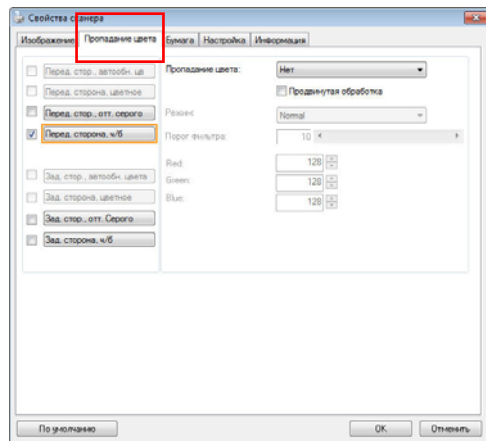 Свойства сканера
Изображение Пропадание цвета Бумага Настройка Информация
Перед. стор., автообн. цв
Перед. сторона, цветное
Перед. стор., отт. серого
Перед. сторона, ч/б
Зад. стор., автообн. цвета
Зад. сторона, цветное
Зад. стор., отт. Серого
Зад. сторона, ч/б
Пропадание цвета: Нет
Продвинутая обработка
Режим: Normal
Порог фильтра: 10
Red: 128
Green: 128
Blue: 128
По умолчанию OK Отменить